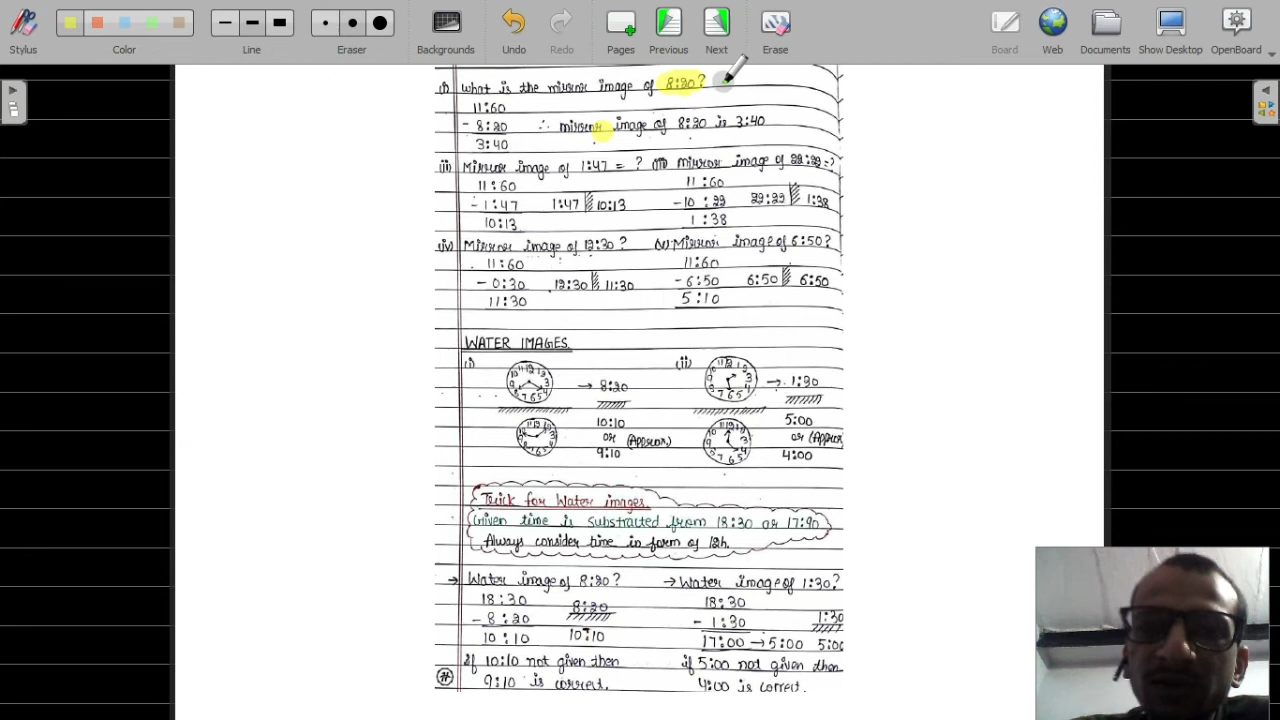 Stylus
Color
Line
Eraser
Backgrounds
Undo
Redo
Pages
Previous
Next
Erase
Board
Web
Documents
Show Desktop
OpenBoard
(i) What is the mirror image of 8:20?
11:60
- 8:20 ∴ mirror image of 8:20 is 3:40
3:40
(ii) Mirror image of 1:47 = ? (iii) mirror image of 22:22 = ?
11:60 11:60
- 1:47 1:47 10:13 -10:22 22:22 1:38
10:13 1:38
(iv) Mirror image of 12:30? (v) Mirror image of 6:50?
11:60 11:60
- 0:30 12:30 11:30 - 6:50 6:50 6:50
11:30 5:10
WATER IMAGES.
(i) (ii)
→ 8:20 → 1:30
10:10 5:00
or (Approx.) or (Approx
9:10 4:00
Trick for Water images.
Given time is substracted from 18:30 or 17:90
Always consider time in form of 12h.
→ Water image of 8:20? → Water image of 1:30?
18:30 8:20 18:30
- 8:20 - 1:30 1:30
10:10 10:10 17:00 → 5:00 5:00
if 10:10 not given then if 5:00 not given then
# 9:10 is correct. 4:00 is correct.